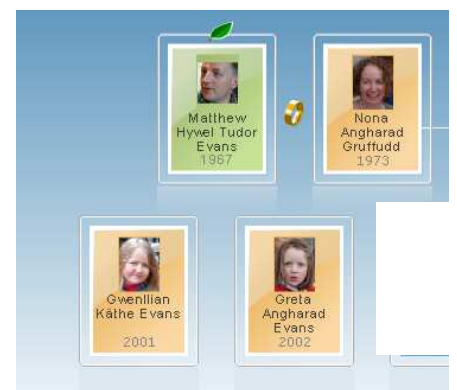 Matthew
Hywel Tudor
Evans
1967
Nona
Angharad
Gruffudd
1973
Gwenllian
Käthe Evans
2001
Greta
Angharad
Evans
2002